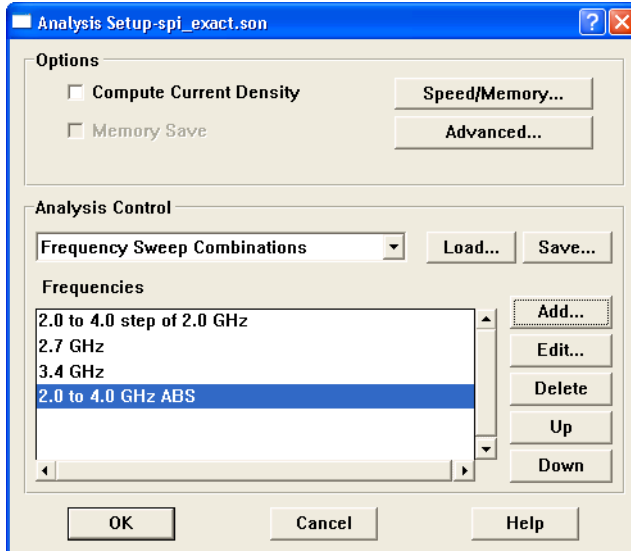 Analysis Setup-spi_exact.son
Options
Compute Current Density
Speed/Memory...
Memory Save
Advanced...
Analysis Control
Frequency Sweep Combinations
Load...
Save...
Frequencies
2.0 to 4.0 step of 2.0 GHz
2.7 GHz
3.4 GHz
2.0 to 4.0 GHz ABS
Add...
Edit...
Delete
Up
Down
OK
Cancel
Help